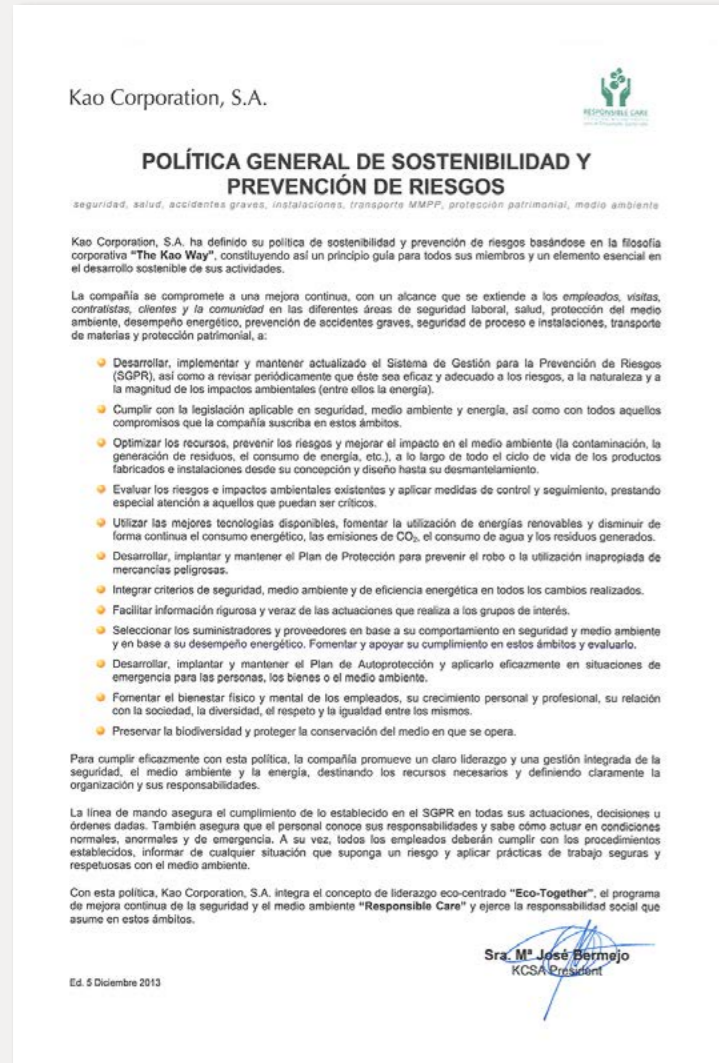 Kao Corporation, S.A.
RESPONSIBLE CARE
POLÍTICA GENERAL DE SOSTENIBILIDAD Y
PREVENCIÓN DE RIESGOS
seguridad, salud, accidentes graves, instalaciones, transporte MMPP, protección patrimonial, medio ambiente
Kao Corporation, S.A. ha definido su política de sostenibilidad y prevención de riesgos basándose en la filosofía
corporativa "The Kao Way", constituyendo así un principio guía para todos sus miembros y un elemento esencial en
el desarrollo sostenible de sus actividades.
La compañía se compromete a una mejora continua, con un alcance que se extiende a los empleados, visitas,
contratistas, clientes y la comunidad en las diferentes áreas de seguridad laboral, salud, protección del medio
ambiente, desempeño energético, prevención de accidentes graves, seguridad de proceso e instalaciones, transporte
de materias y protección patrimonial, a:
Desarrollar, implementar y mantener actualizado el Sistema de Gestión para la Prevención de Riesgos
(SGPR), así como a revisar periódicamente que éste sea eficaz y adecuado a los riesgos, a la naturaleza y a
la magnitud de los impactos ambientales (entre ellos la energía).
Cumplir con la legislación aplicable en seguridad, medio ambiente y energía, así como con todos aquellos
compromisos que la compañía suscriba en estos ámbitos.
Optimizar los recursos, prevenir los riesgos y mejorar el impacto en el medio ambiente (la contaminación, la
generación de residuos, el consumo de energía, etc.), a lo largo de todo el ciclo de vida de los productos
fabricados e instalaciones desde su concepción y diseño hasta su desmantelamiento.
Evaluar los riesgos e impactos ambientales existentes y aplicar medidas de control y seguimiento, prestando
especial atención a aquellos que puedan ser críticos.
Utilizar las mejores tecnologías disponibles, fomentar la utilización de energías renovables y disminuir de
forma continua el consumo energético, las emisiones de CO₂, el consumo de agua y los residuos generados.
Desarrollar, implantar y mantener el Plan de Protección para prevenir el robo o la utilización inapropiada de
mercancías peligrosas.
Integrar criterios de seguridad, medio ambiente y de eficiencia energética en todos los cambios realizados.
Facilitar información rigurosa y veraz de las actuaciones que realiza a los grupos de interés.
Seleccionar los suministradores y proveedores en base a su comportamiento en seguridad y medio ambiente
y en base a su desempeño energético. Fomentar y apoyar su cumplimiento en estos ámbitos y evaluarlo.
Desarrollar, implantar y mantener el Plan de Autoprotección y aplicarlo eficazmente en situaciones de
emergencia para las personas, los bienes o el medio ambiente.
Fomentar el bienestar físico y mental de los empleados, su crecimiento personal y profesional, su relación
con la sociedad, la diversidad, el respeto y la igualdad entre los mismos.
Preservar la biodiversidad y proteger la conservación del medio en que se opera.
Para cumplir eficazmente con esta política, la compañía promueve un claro liderazgo y una gestión integrada de la
seguridad, el medio ambiente y la energía, destinando los recursos necesarios y definiendo claramente la
organización y sus responsabilidades.
La línea de mando asegura el cumplimiento de lo establecido en el SGPR en todas sus actuaciones, decisiones u
órdenes dadas. También asegura que el personal conoce sus responsabilidades y sabe cómo actuar en condiciones
normales, anormales y de emergencia. A su vez, todos los empleados deberán cumplir con los procedimientos
establecidos, informar de cualquier situación que suponga un riesgo y aplicar prácticas de trabajo seguras y
respetuosas con el medio ambiente.
Con esta política, Kao Corporation, S.A. integra el concepto de liderazgo eco-centrado "Eco-Together", el programa
de mejora continua de la seguridad y el medio ambiente "Responsible Care" y ejerce la responsabilidad social que
asume en estos ámbitos.
Sra. Mª José Bermejo
KCSA President
Ed. 5 Diciembre 2013